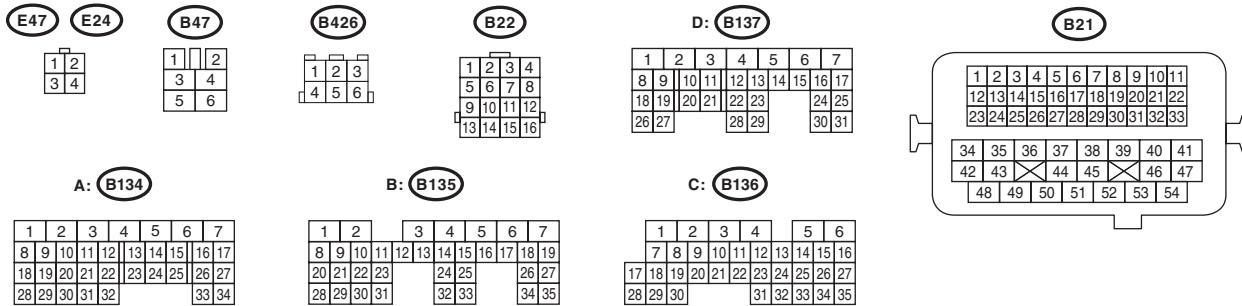 E47 E24
1 2
3 4
B47
1 2
3 4
5 6
B426
1 2 3
4 5 6
B22
1 2 3 4
5 6 7 8
9 10 11 12
13 14 15 16
D: B137
1 2 3 4 5 6 7
8 9 10 11 12 13 14 15 16 17
18 19 20 21 22 23 24 25
26 27 28 29 30 31
B21
1 2 3 4 5 6 7 8 9 10 11
12 13 14 15 16 17 18 19 20 21 22
23 24 25 26 27 28 29 30 31 32 33
34 35 36 37 38 39 40 41
42 43 44 45 46 47
48 49 50 51 52 53 54
A: B134
1 2 3 4 5 6 7
8 9 10 11 12 13 14 15 16 17
18 19 20 21 22 23 24 25 26 27
28 29 30 31 32 33 34
B: B135
1 2 3 4 5 6 7
8 9 10 11 12 13 14 15 16 17 18 19
20 21 22 23 24 25 26 27
28 29 30 31 32 33 34 35
C: B136
1 2 3 4 5 6
7 8 9 10 11 12 13 14 15 16
17 18 19 20 21 22 23 24 25 26 27
28 29 30 31 32 33 34 35